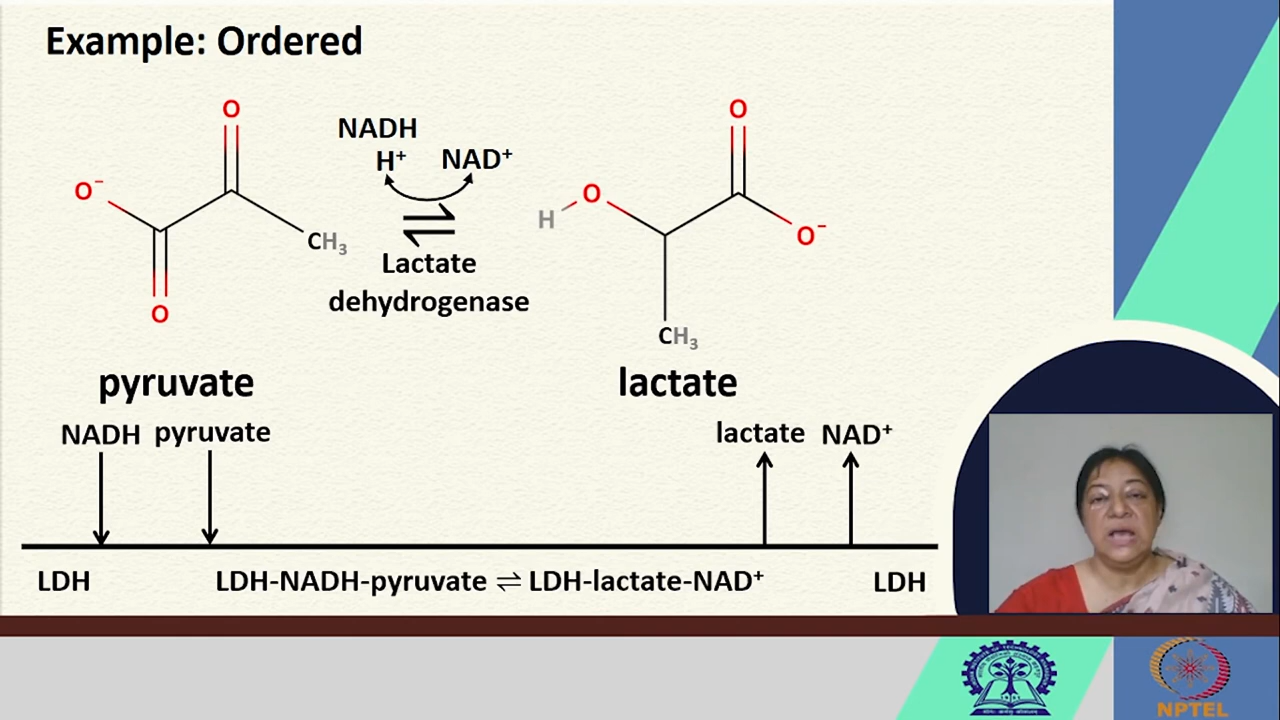 Example: Ordered
O
O
NADH
H⁺ NAD⁺
O⁻
O
H
CH₃
O⁻
Lactate
dehydrogenase
O
CH₃
pyruvate
lactate
NADH pyruvate
lactate NAD⁺
LDH
LDH-NADH-pyruvate ⇌ LDH-lactate-NAD⁺
LDH
NPTEL